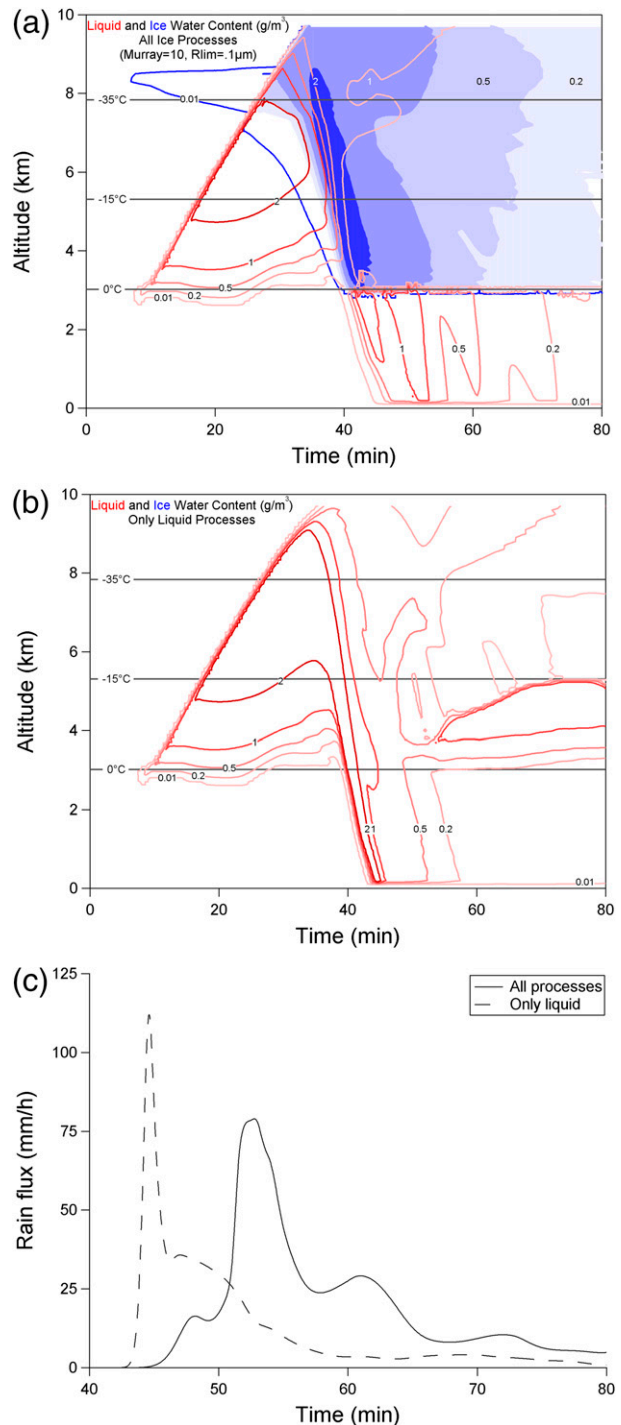 (a)
Liquid and Ice Water Content (g/m³)
All Ice Processes
(Murray=10, Rlim=.1µm)
10
8
6
4
2
0
Altitude (km)
-35°C
-15°C
0°C
0.01
2
1
0.5
0.2
2
1
0.5
0.2
0.01
1
0.5
0.2
0.01
0 20 40 60 80
Time (min)
(b)
Liquid and Ice Water Content (g/m³)
Only Liquid Processes
10
8
6
4
2
0
Altitude (km)
-35°C
-15°C
0°C
2
1
0.5
0.2
0.01
21
0.5
0.2
0.01
0 20 40 60 80
Time (min)
(c)
125
100
75
50
25
0
Rain flux (mm/h)
All processes
Only liquid
40 50 60 70 80
Time (min)